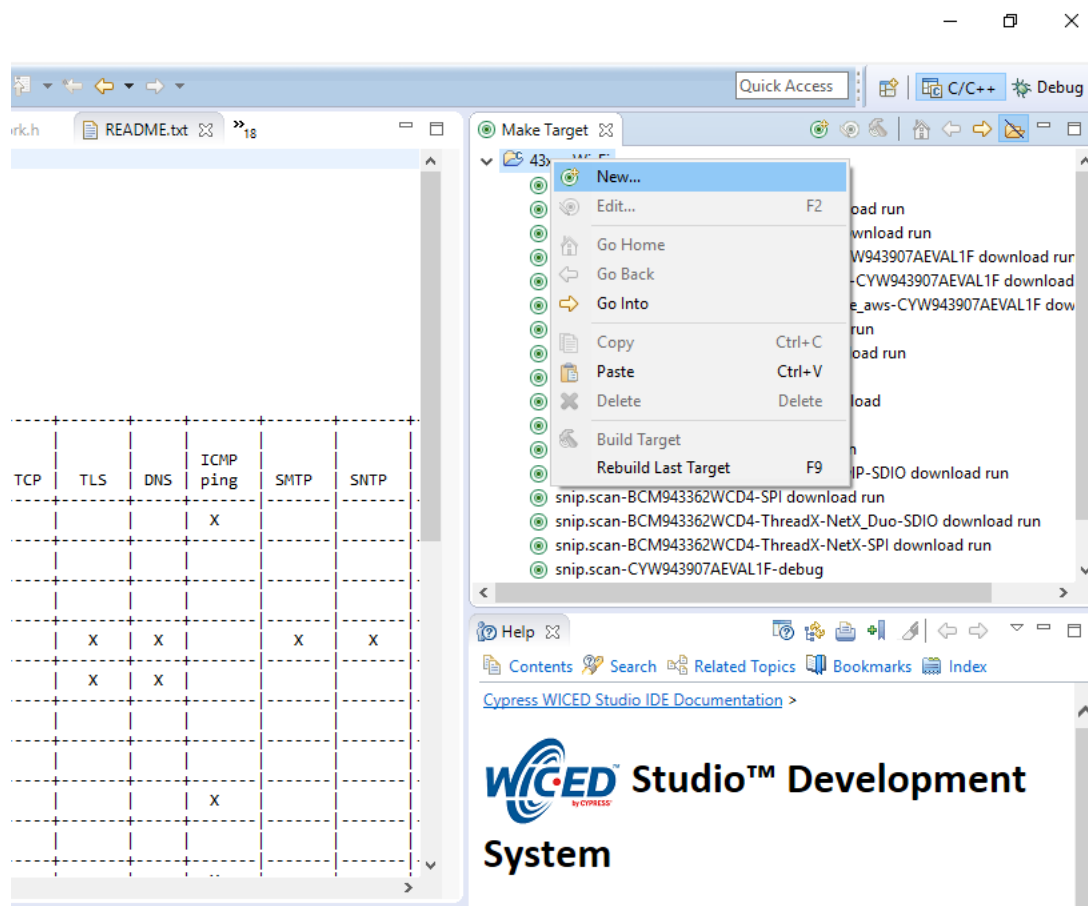 Quick Access
C/C++
Debug
rk.h
README.txt
18
Make Target
43x
New...
Edit... F2
Go Home
Go Back
Go Into
Copy Ctrl+C
Paste Ctrl+V
Delete Delete
Build Target
Rebuild Last Target F9
oad run
wnload run
W943907AEVAL1F download run
-CYW943907AEVAL1F download
e_aws-CYW943907AEVAL1F dow
run
oad run
load
n
IP-SDIO download run
snip.scan-BCM943362WCD4-SPI download run
snip.scan-BCM943362WCD4-ThreadX-NetX_Duo-SDIO download run
snip.scan-BCM943362WCD4-ThreadX-NetX-SPI download run
snip.scan-CYW943907AEVAL1F-debug
TCP | TLS | DNS | ICMP ping | SMTP | SNTP
X
X X X X
X X
X
Help
Contents Search Related Topics Bookmarks Index
Cypress WICED Studio IDE Documentation >
WICED™ Studio™ Development
by CYPRESS
System